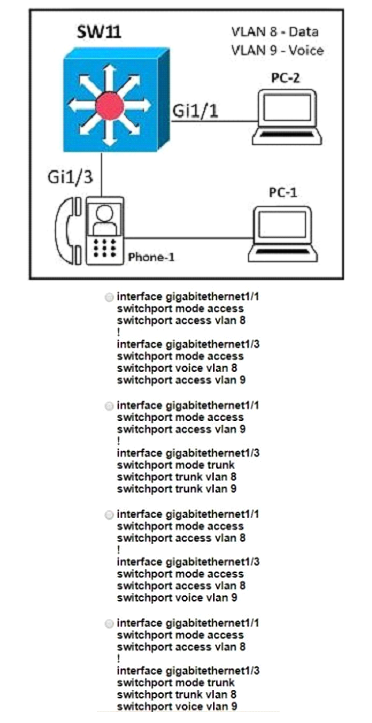 SW11
VLAN 8 - Data
VLAN 9 - Voice
PC-2
Gi1/1
Gi1/3
PC-1
Phone-1
interface gigabitethernet1/1
switchport mode access
switchport access vlan 8
!
interface gigabitethernet1/3
switchport mode access
switchport voice vlan 8
switchport access vlan 9
interface gigabitethernet1/1
switchport mode access
switchport access vlan 9
!
interface gigabitethernet1/3
switchport mode trunk
switchport trunk vlan 8
switchport trunk vlan 9
interface gigabitethernet1/1
switchport mode access
switchport access vlan 8
!
interface gigabitethernet1/3
switchport mode access
switchport access vlan 8
switchport voice vlan 9
interface gigabitethernet1/1
switchport mode access
switchport access vlan 8
!
interface gigabitethernet1/3
switchport mode trunk
switchport trunk vlan 8
switchport voice vlan 9